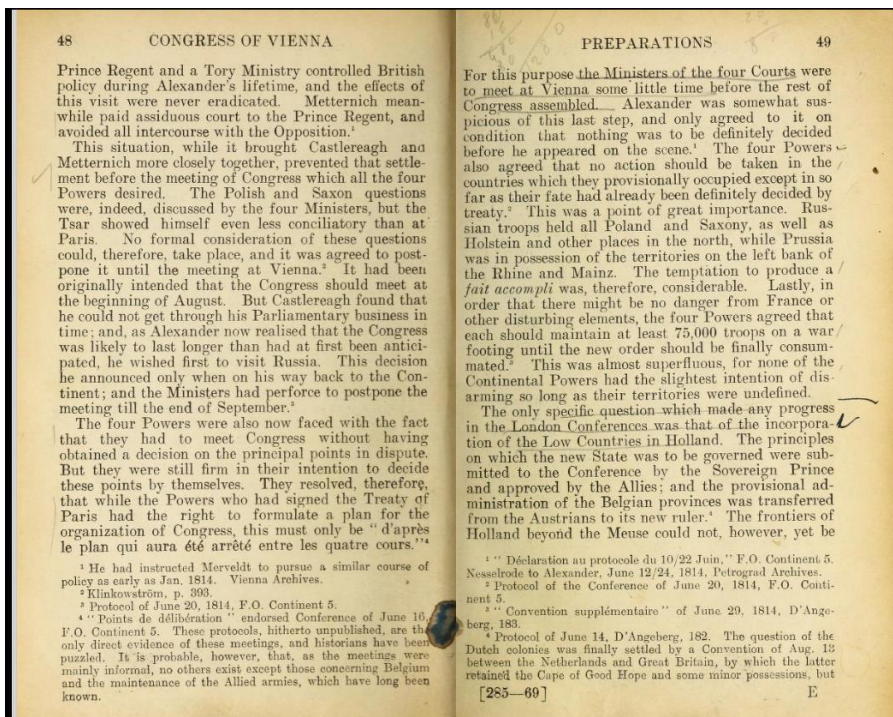 48 CONGRESS OF VIENNA
Prince Regent and a Tory Ministry controlled British
policy during Alexander's lifetime, and the effects of
this visit were never eradicated. Metternich mean-
while paid assiduous court to the Prince Regent, and
avoided all intercourse with the Opposition.¹
This situation, while it brought Castlereagh and
Metternich more closely together, prevented that settle-
ment before the meeting of Congress which all the four
Powers desired. The Polish and Saxon questions
were, indeed, discussed by the four Ministers, but the
Tsar showed himself even less conciliatory than at
Paris. No formal consideration of these questions
could, therefore, take place, and it was agreed to post-
pone it until the meeting at Vienna.² It had been
originally intended that the Congress should meet at
the beginning of August. But Castlereagh found that
he could not get through his Parliamentary business in
time; and, as Alexander now realised that the Congress
was likely to last longer than had at first been antici-
pated, he wished first to visit Russia. This decision
he announced only when on his way back to the Con-
tinent; and the Ministers had perforce to postpone the
meeting till the end of September.³
The four Powers were also now faced with the fact
that they had to meet Congress without having
obtained a decision on the principal points in dispute.
But they were still firm in their intention to decide
these points by themselves. They resolved, therefore,
that while the Powers who had signed the Treaty of
Paris had the right to formulate a plan for the
organization of Congress, this must only be "d'après
le plan qui aura été arrêté entre les quatre cours."⁴
¹ He had instructed Merveldt to pursue a similar course of
policy as early as Jan. 1814. Vienna Archives.
² Klinkowström, p. 393.
³ Protocol of June 20, 1814, F.O. Continent 5.
⁴ "Points de délibération" endorsed Conference of June 16,
F.O. Continent 5. These protocols, hitherto unpublished, are the
only direct evidence of these meetings, and historians have been
puzzled. It is probable, however, that, as the meetings were
mainly informal, no others exist except those concerning Belgium
and the maintenance of the Allied armies, which have long been
known.
PREPARATIONS 49
For this purpose the Ministers of the four Courts were
to meet at Vienna some little time before the rest of
Congress assembled. Alexander was somewhat sus-
picious of this last step, and only agreed to it on
condition that nothing was to be definitely decided
before he appeared on the scene.¹ The four Powers
also agreed that no action should be taken in the
countries which they provisionally occupied except in so
far as their fate had already been definitely decided by
treaty.² This was a point of great importance. Rus-
sian troops held all Poland and Saxony, as well as
Holstein and other places in the north, while Prussia
was in possession of the territories on the left bank of
the Rhine and Mainz. The temptation to produce a
fait accompli was, therefore, considerable. Lastly, in
order that there might be no danger from France or
other disturbing elements, the four Powers agreed that
each should maintain at least 75,000 troops on a war
footing until the new order should be finally consum-
mated.³ This was almost superfluous, for none of the
Continental Powers had the slightest intention of dis-
arming so long as their territories were undefined.
The only specific question which made any progress
in the London Conferences was that of the incorpora-
tion of the Low Countries in Holland. The principles
on which the new State was to be governed were sub-
mitted to the Conference by the Sovereign Prince
and approved by the Allies; and the provisional ad-
ministration of the Belgian provinces was transferred
from the Austrians to its new ruler.⁴ The frontiers of
Holland beyond the Meuse could not, however, yet be
¹ "Déclaration au protocole du 10/22 Juin," F.O. Continent 5.
Nesselrode to Alexander, June 12/24, 1814, Petrograd Archives.
² Protocol of the Conference of June 20, 1814, F.O. Conti-
nent 5.
³ "Convention supplémentaire" of June 29, 1814, D'Ange-
berg, 183.
⁴ Protocol of June 14, D'Angeberg, 182. The question of the
Dutch colonies was finally settled by a Convention of Aug. 13
between the Netherlands and Great Britain, by which the latter
retained the Cape of Good Hope and some minor possessions, but
[285—69] E